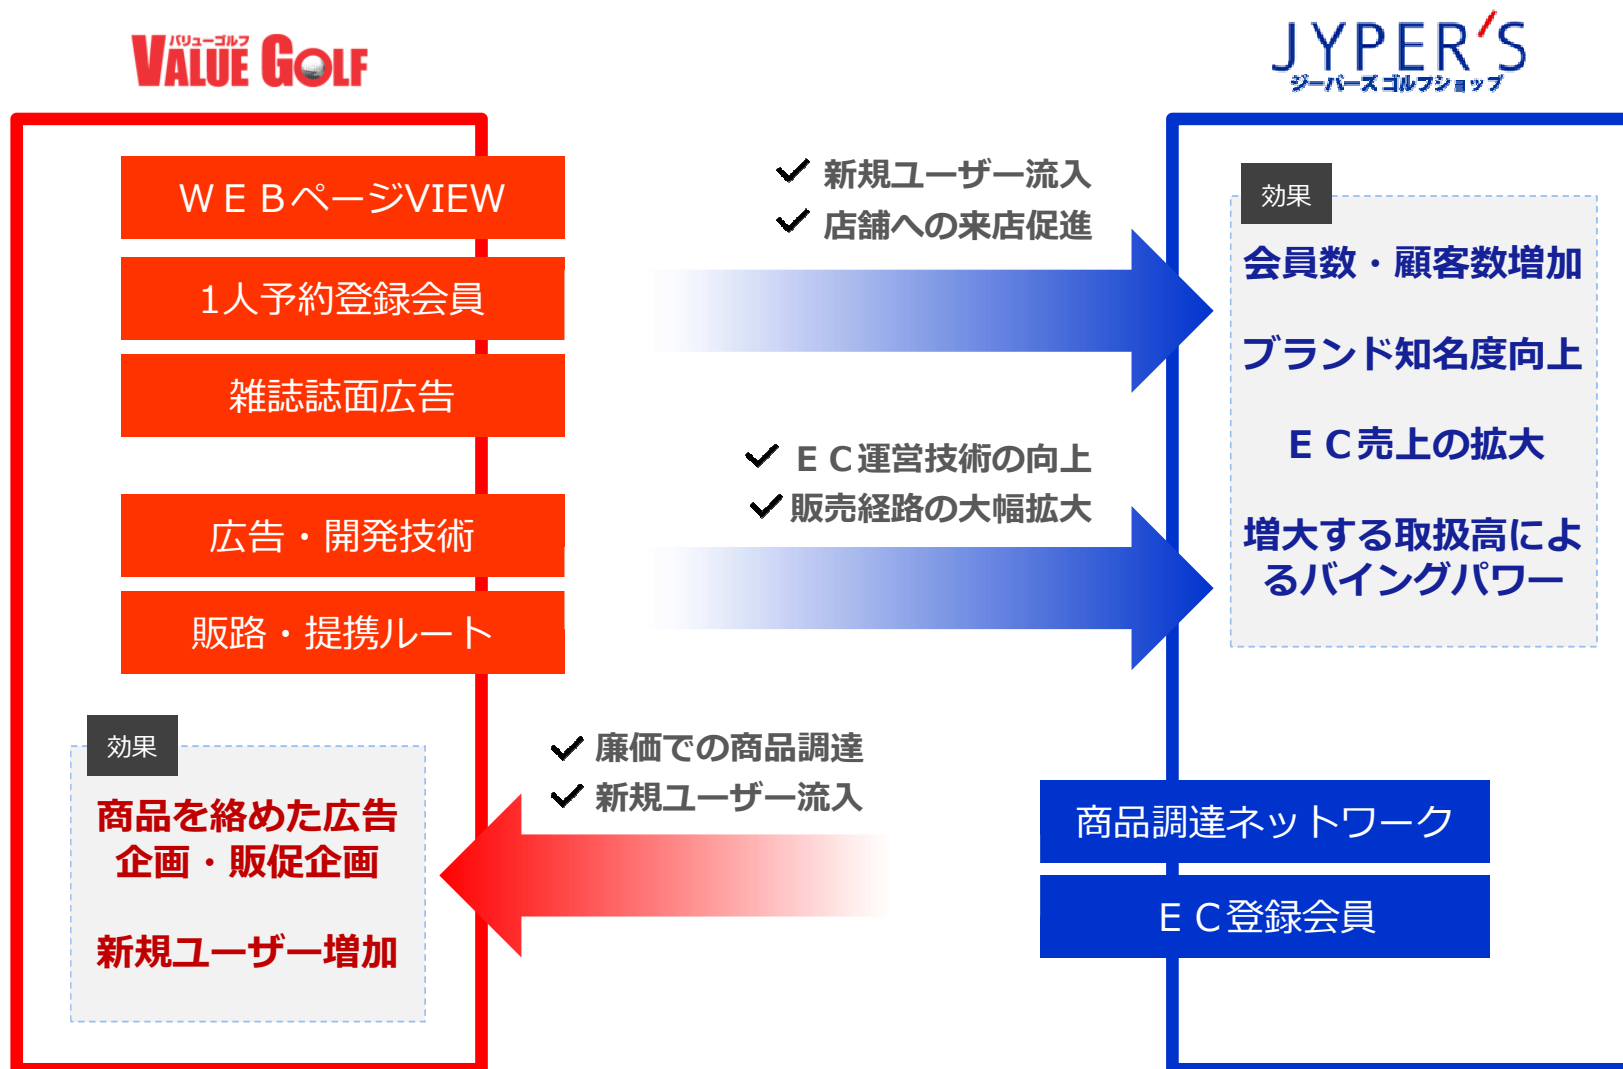 バリューゴルフ
VALUE GOLF
JYPER'S
ジーパーズ ゴルフショップ
ＷＥＢページVIEW
1人予約登録会員
雑誌誌面広告
新規ユーザー流入
店舗への来店促進
効果
会員数・顧客数増加
ブランド知名度向上
ＥＣ売上の拡大
増大する取扱高によ
るバイングパワー
広告・開発技術
販路・提携ルート
ＥＣ運営技術の向上
販売経路の大幅拡大
効果
商品を絡めた広告
企画・販促企画
新規ユーザー増加
廉価での商品調達
新規ユーザー流入
商品調達ネットワーク
ＥＣ登録会員